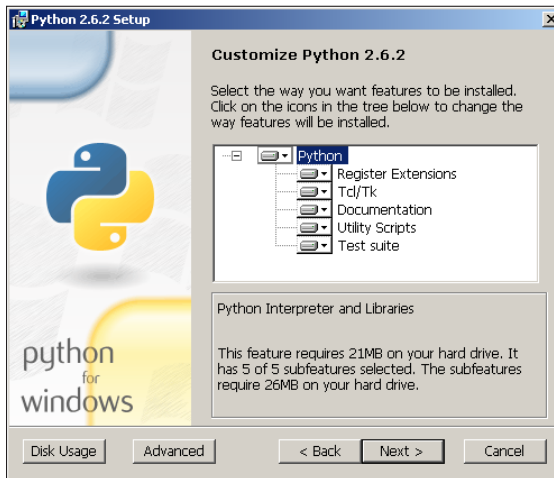 Python 2.6.2 Setup
Customize Python 2.6.2
Select the way you want features to be installed.
Click on the icons in the tree below to change the
way features will be installed.
Python
Register Extensions
Tcl/Tk
Documentation
Utility Scripts
Test suite
Python Interpreter and Libraries
This feature requires 21MB on your hard drive. It
has 5 of 5 subfeatures selected. The subfeatures
require 26MB on your hard drive.
python
for
windows
Disk Usage
Advanced
< Back
Next >
Cancel